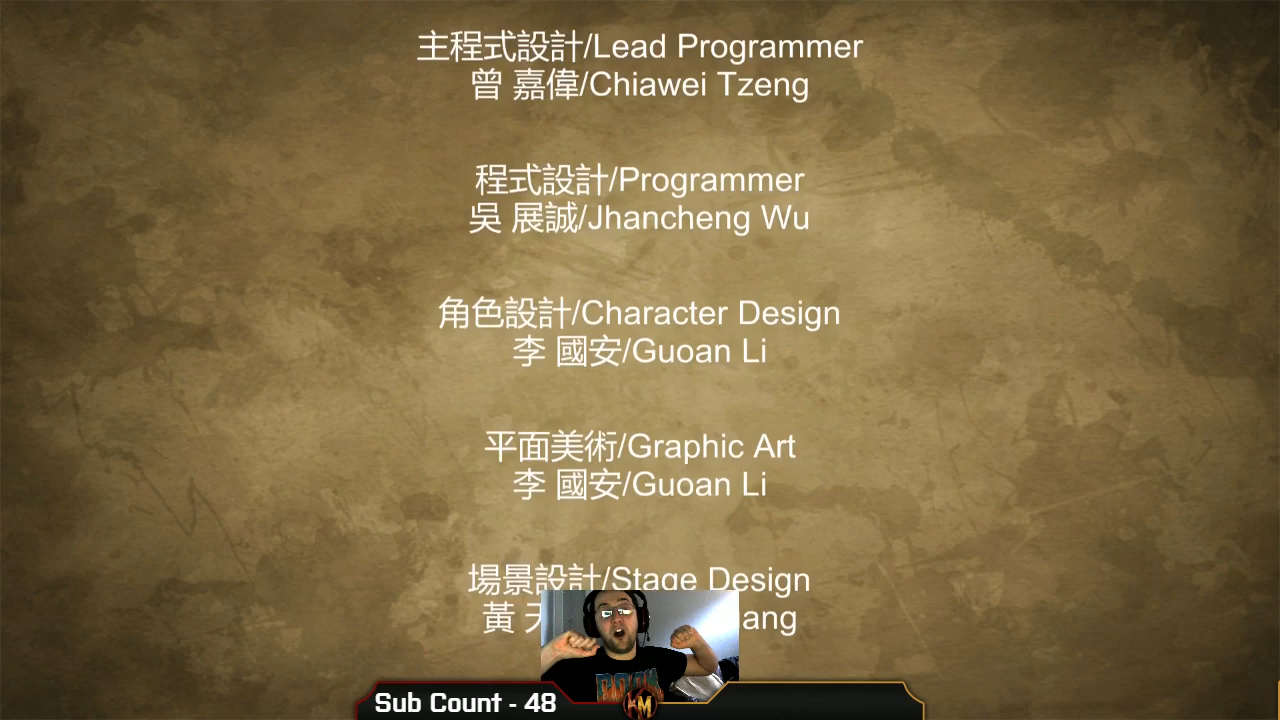 主程式設計/Lead Programmer
曾 嘉偉/Chiawei Tzeng
程式設計/Programmer
吳 展誠/Jhancheng Wu
角色設計/Character Design
李 國安/Guoan Li
平面美術/Graphic Art
李 國安/Guoan Li
場景設計/Stage Design
黃
Sub Count - 48